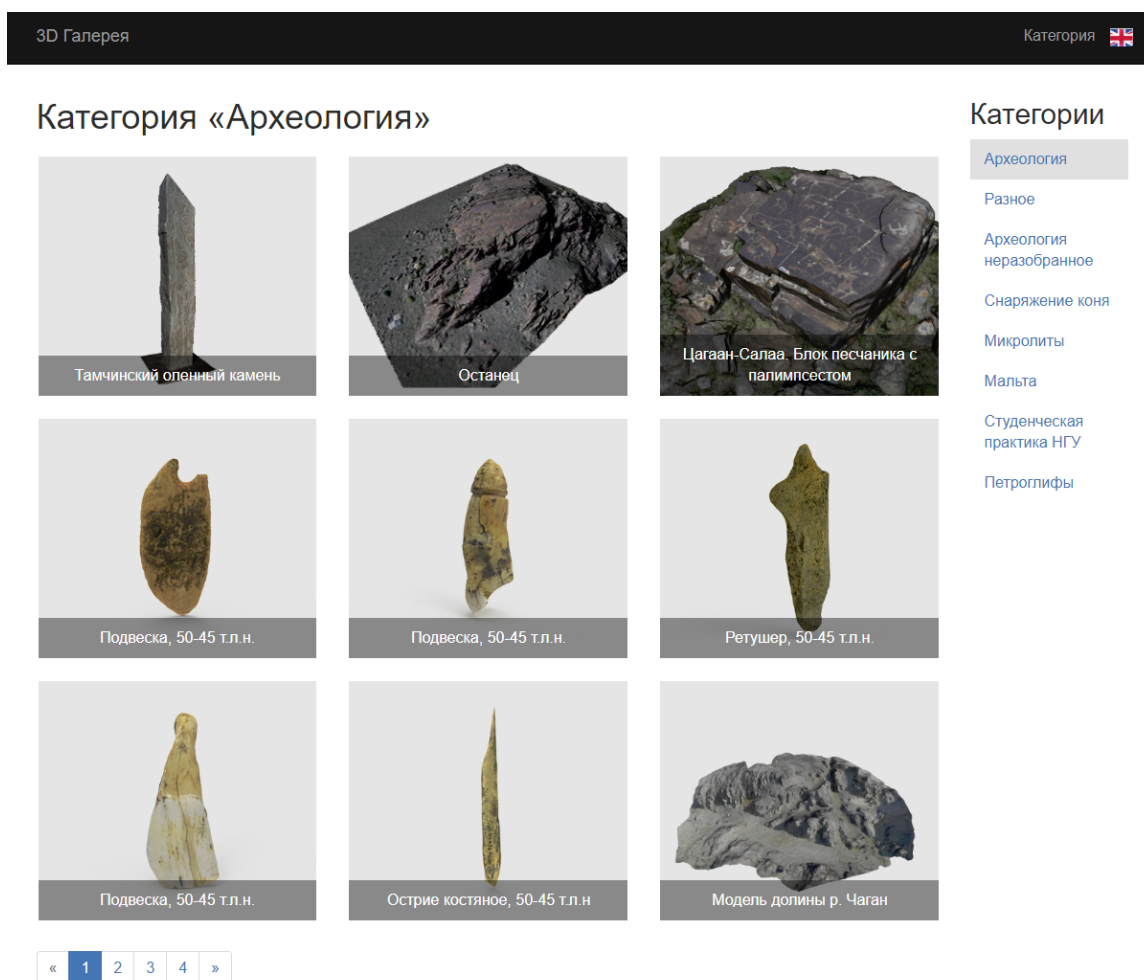 3D Галерея
Категория
Категория «Археология»
Тамчинский оленный камень
Останец
Цагаан-Салаа. Блок песчаника с
палимпсестом
Подвеска, 50-45 т.л.н.
Подвеска, 50-45 т.л.н.
Ретушер, 50-45 т.л.н.
Подвеска, 50-45 т.л.н.
Острие костяное, 50-45 т.л.н
Модель долины р. Чаган
« 1 2 3 4 »
Категории
Археология
Разное
Археология
неразобранное
Снаряжение коня
Микролиты
Мальта
Студенческая
практика НГУ
Петроглифы